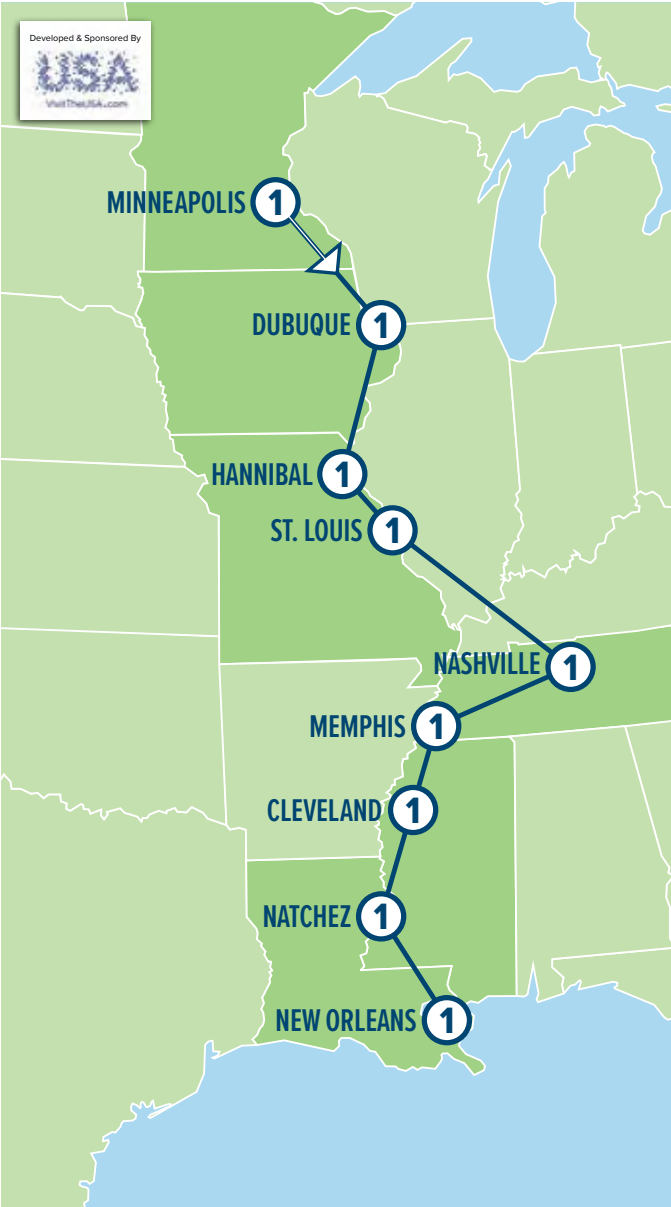 Developed & Sponsored By
USA
VisitTheUSA.com
MINNEAPOLIS 1
DUBUQUE 1
HANNIBAL 1
ST. LOUIS 1
NASHVILLE 1
MEMPHIS 1
CLEVELAND 1
NATCHEZ 1
NEW ORLEANS 1